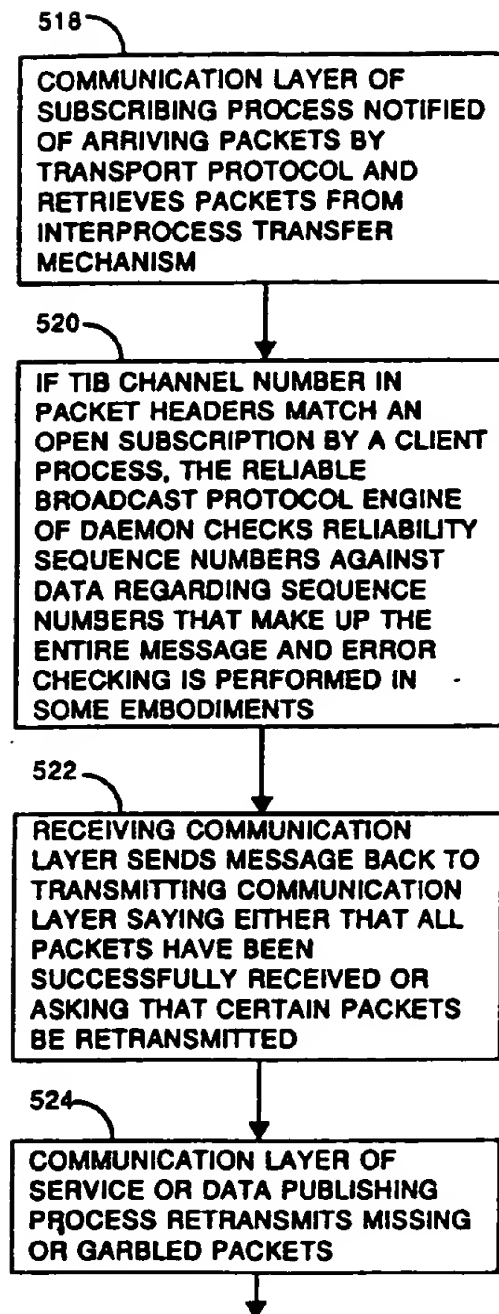 518
COMMUNICATION LAYER OF
SUBSCRIBING PROCESS NOTIFIED
OF ARRIVING PACKETS BY
TRANSPORT PROTOCOL AND
RETRIEVES PACKETS FROM
INTERPROCESS TRANSFER
MECHANISM
520
IF TIB CHANNEL NUMBER IN
PACKET HEADERS MATCH AN
OPEN SUBSCRIPTION BY A CLIENT
PROCESS, THE RELIABLE
BROADCAST PROTOCOL ENGINE
OF DAEMON CHECKS RELIABILITY
SEQUENCE NUMBERS AGAINST
DATA REGARDING SEQUENCE
NUMBERS THAT MAKE UP THE
ENTIRE MESSAGE AND ERROR
CHECKING IS PERFORMED IN
SOME EMBODIMENTS
522
RECEIVING COMMUNICATION
LAYER SENDS MESSAGE BACK TO
TRANSMITTING COMMUNICATION
LAYER SAYING EITHER THAT ALL
PACKETS HAVE BEEN
SUCCESSFULLY RECEIVED OR
ASKING THAT CERTAIN PACKETS
BE RETRANSMITTED
524
COMMUNICATION LAYER OF
SERVICE OR DATA PUBLISHING
PROCESS RETRANSMITS MISSING
OR GARBLED PACKETS